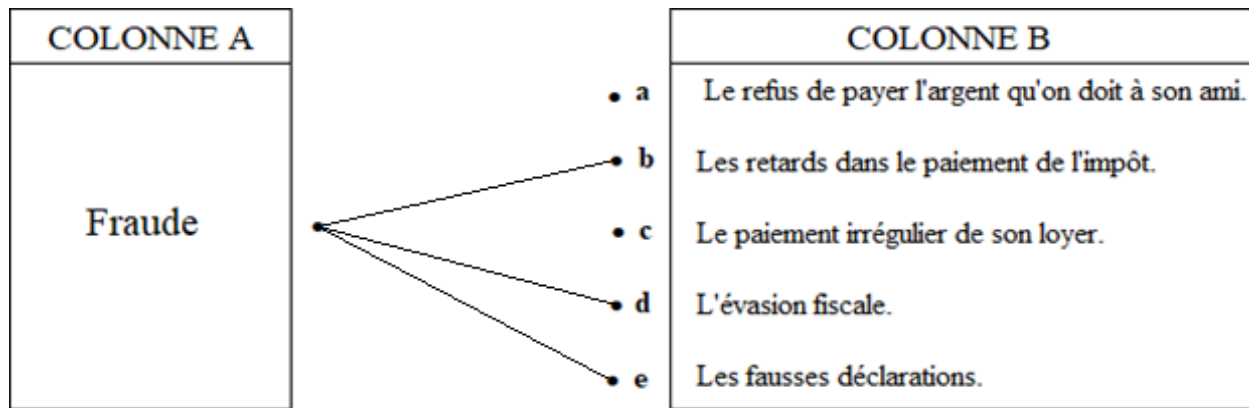 COLONNE A
COLONNE B
Fraude
a Le refus de payer l'argent qu'on doit à son ami.
b Les retards dans le paiement de l'impôt.
c Le paiement irrégulier de son loyer.
d L'évasion fiscale.
e Les fausses déclarations.